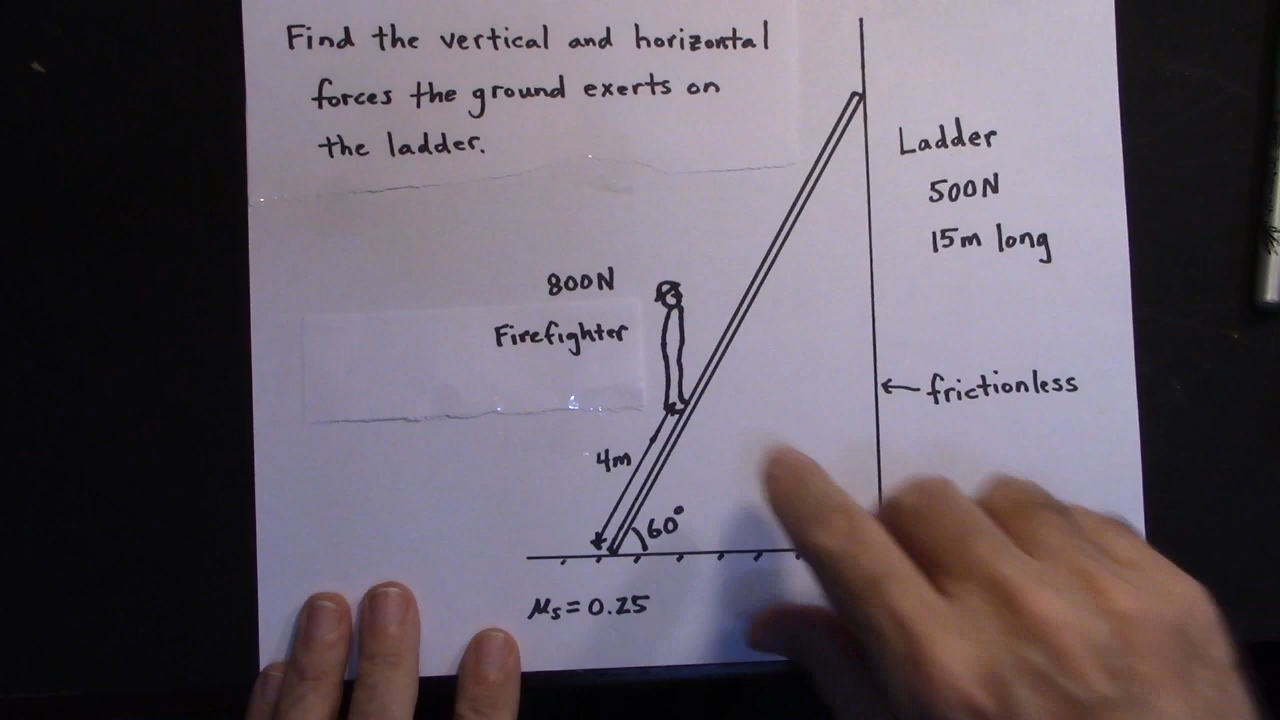 Find the vertical and horizontal
forces the ground exerts on
the ladder.
Ladder
500N
15m long
800N
Firefighter
← frictionless
4m
60°
μs = 0.25